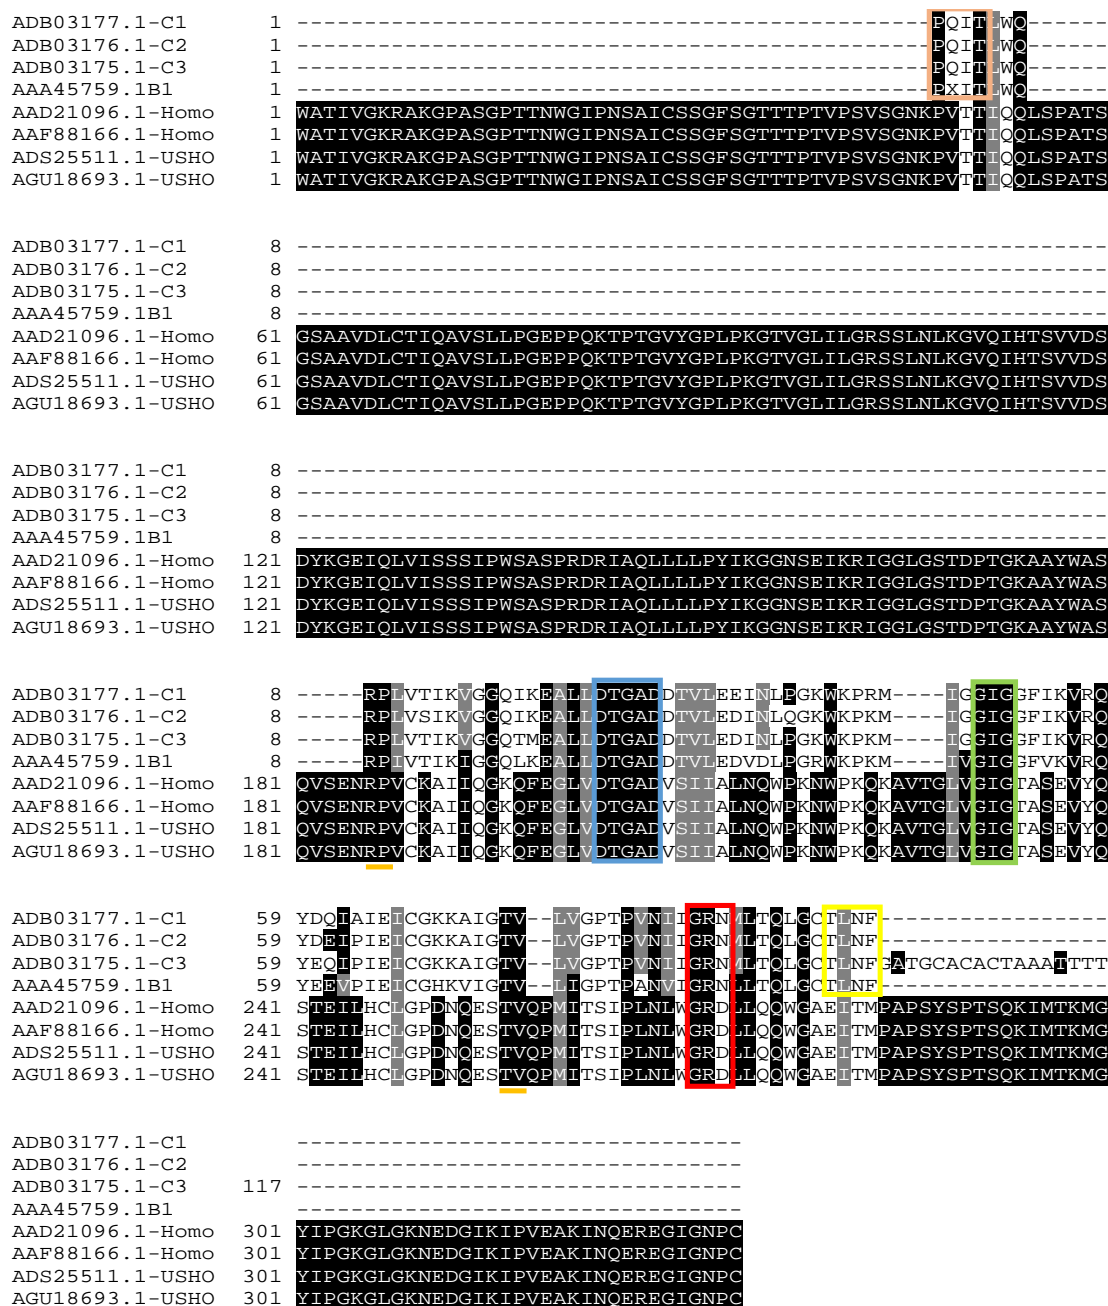 ADB03177.1-C1 1 -----------------------------------------------PQITLWQ------
ADB03176.1-C2 1 -----------------------------------------------PQITLWQ------
ADB03175.1-C3 1 -----------------------------------------------PQITLWQ------
AAA45759.1B1 1 -----------------------------------------------PXITLWQ------
AAD21096.1-Homo 1 WATIVGKRAKGPASGPTTNWGIPNSAICSSGFSGTTTPTVPSVSGNKPVTTIQQLSPATS
AAF88166.1-Homo 1 WATIVGKRAKGPASGPTTNWGIPNSAICSSGFSGTTTPTVPSVSGNKPVTTIQQLSPATS
ADS25511.1-USHO 1 WATIVGKRAKGPASGPTTNWGIPNSAICSSGFSGTTTPTVPSVSGNKPVTTIQQLSPATS
AGU18693.1-USHO 1 WATIVGKRAKGPASGPTTNWGIPNSAICSSGFSGTTTPTVPSVSGNKPVTTIQQLSPATS
ADB03177.1-C1 8 ------------------------------------------------------------
ADB03176.1-C2 8 ------------------------------------------------------------
ADB03175.1-C3 8 ------------------------------------------------------------
AAA45759.1B1 8 ------------------------------------------------------------
AAD21096.1-Homo 61 GSAAVDLCTIQAVSLLPGEPPQKTPTGVYGPLPKGTVGLILGRSSLNLKGVQIHTSVVDS
AAF88166.1-Homo 61 GSAAVDLCTIQAVSLLPGEPPQKTPTGVYGPLPKGTVGLILGRSSLNLKGVQIHTSVVDS
ADS25511.1-USHO 61 GSAAVDLCTIQAVSLLPGEPPQKTPTGVYGPLPKGTVGLILGRSSLNLKGVQIHTSVVDS
AGU18693.1-USHO 61 GSAAVDLCTIQAVSLLPGEPPQKTPTGVYGPLPKGTVGLILGRSSLNLKGVQIHTSVVDS
ADB03177.1-C1 8 ------------------------------------------------------------
ADB03176.1-C2 8 ------------------------------------------------------------
ADB03175.1-C3 8 ------------------------------------------------------------
AAA45759.1B1 8 ------------------------------------------------------------
AAD21096.1-Homo 121 DYKGEIQLVISSSIPWSASPRDRIAQLLLLPYIKGGNSEIKRIGGLGSTDPTGKAAYWAS
AAF88166.1-Homo 121 DYKGEIQLVISSSIPWSASPRDRIAQLLLLPYIKGGNSEIKRIGGLGSTDPTGKAAYWAS
ADS25511.1-USHO 121 DYKGEIQLVISSSIPWSASPRDRIAQLLLLPYIKGGNSEIKRIGGLGSTDPTGKAAYWAS
AGU18693.1-USHO 121 DYKGEIQLVISSSIPWSASPRDRIAQLLLLPYIKGGNSEIKRIGGLGSTDPTGKAAYWAS
ADB03177.1-C1 8 -----RPLVTIKVGGQIKEALLDTGADDTVLEEINLPGKWKPRM----IGGIGGFIKVRQ
ADB03176.1-C2 8 -----RPLVSIKVGGQIKEALLDTGADDTVLEDINLQGKWKPKM----IGGIGGFIKVRQ
ADB03175.1-C3 8 -----RPLVTIKVGGQTMEALLDTGADDTVLEDINLPGKWKPKM----IGGIGGFIKVRQ
AAA45759.1B1 8 -----RPIVTIKIGGQLKEALLDTGADDTVLEDVDLPGRWKPKM----IVGIGGFVKVRQ
AAD21096.1-Homo 181 QVSENRPVCKAIIQGKQFEGLVDTGADVSIIALNQWPKNWPKQKAVTGLVGIGTASEVYQ
AAF88166.1-Homo 181 QVSENRPVCKAIIQGKQFEGLVDTGADVSIIALNQWPKNWPKQKAVTGLVGIGTASEVYQ
ADS25511.1-USHO 181 QVSENRPVCKAIIQGKQFEGLVDTGADVSIIALNQWPKNWPKQKAVTGLVGIGTASEVYQ
AGU18693.1-USHO 181 QVSENRPVCKAIIQGKQFEGLVDTGADVSIIALNQWPKNWPKQKAVTGLVGIGTASEVYQ
ADB03177.1-C1 59 YDQIAIEICGKKAIGTV--LVGPTPVNIIGRNMLTQLGCTLNF-----------------
ADB03176.1-C2 59 YDEIPIEICGKKAIGTV--LVGPTPVNIIGRNMLTQLGCTLNF-----------------
ADB03175.1-C3 59 YEQIPIEICGKKAIGTV--LVGPTPVNIIGRNMLTQLGCTLNFGATGCACACTAAATTTT
AAA45759.1B1 59 YEEVPIEICGHKVIGTV--LIGPTPANVIGRNLLTQLGCTLNF-----------------
AAD21096.1-Homo 241 STEILHCLGPDNQESTVQPMITSIPLNLWGRDLLQQWGAEITMPAPSYSPTSQKIMTKMG
AAF88166.1-Homo 241 STEILHCLGPDNQESTVQPMITSIPLNLWGRDLLQQWGAEITMPAPSYSPTSQKIMTKMG
ADS25511.1-USHO 241 STEILHCLGPDNQESTVQPMITSIPLNLWGRDLLQQWGAEITMPAPSYSPTSQKIMTKMG
AGU18693.1-USHO 241 STEILHCLGPDNQESTVQPMITSIPLNLWGRDLLQQWGAEITMPAPSYSPTSQKIMTKMG
ADB03177.1-C1 ---------------------------------
ADB03176.1-C2 ---------------------------------
ADB03175.1-C3 117 ---------------------------------
AAA45759.1B1 ---------------------------------
AAD21096.1-Homo 301 YIPGKGLGKNEDGIKIPVEAKINQEREGIGNPC
AAF88166.1-Homo 301 YIPGKGLGKNEDGIKIPVEAKINQEREGIGNPC
ADS25511.1-USHO 301 YIPGKGLGKNEDGIKIPVEAKINQEREGIGNPC
AGU18693.1-USHO 301 YIPGKGLGKNEDGIKIPVEAKINQEREGIGNPC